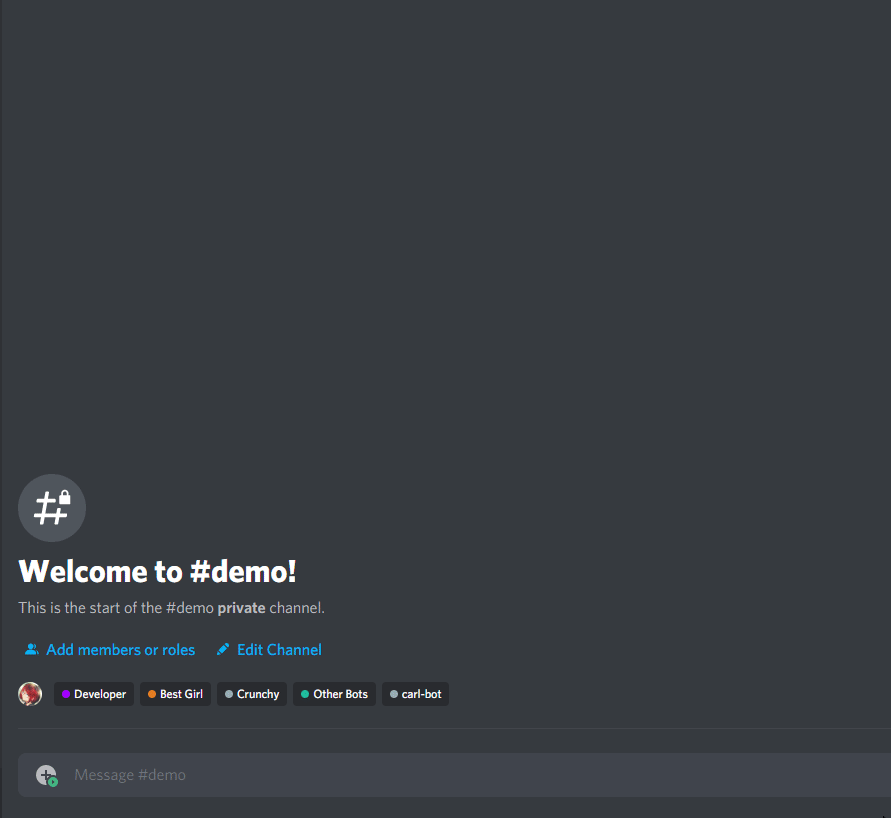 Welcome to #demo!
This is the start of the #demo private channel.
Add members or roles Edit Channel
Developer Best Girl Crunchy Other Bots carl-bot
Message #demo